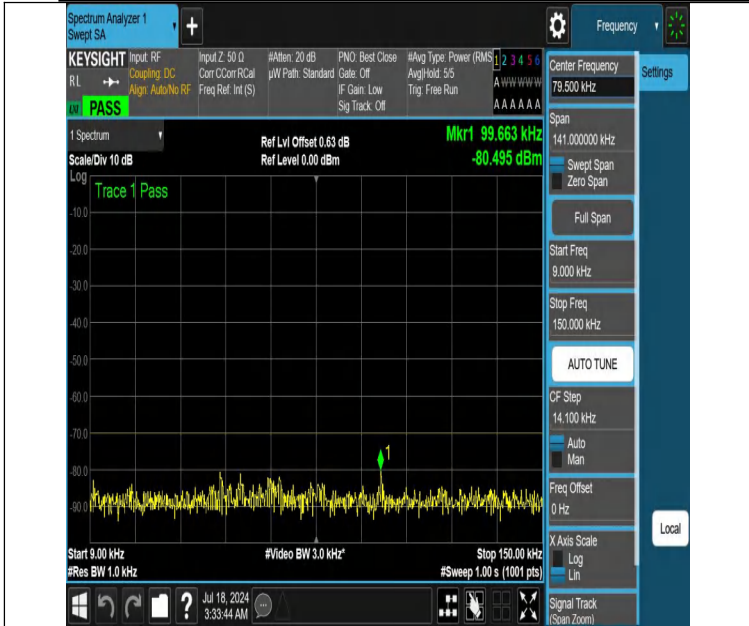 Spectrum Analyzer 1
Swept SA
+
Frequency
KEYSIGHT
RL
LXI PASS
Input: RF
Coupling: DC
Align: Auto/No RF
Input Z: 50 Ω
Corr CCorr RCal
Freq Ref: Int (S)
#Atten: 20 dB
µW Path: Standard
PNO: Best Close
Gate: Off
IF Gain: Low
Sig Track: Off
#Avg Type: Power (RMS
Avg|Hold: 5/5
Trig: Free Run
1 2 3 4 5 6
A W W W W W
A A A A A A
1 Spectrum
Scale/Div 10 dB
Ref Lvl Offset 0.63 dB
Ref Level 0.00 dBm
Mkr1 99.663 kHz
-80.495 dBm
Log
Trace 1 Pass
-10.0
-20.0
-30.0
-40.0
-50.0
-60.0
-70.0
-80.0
-90.0
1
Start 9.00 kHz
#Res BW 1.0 kHz
#Video BW 3.0 kHz*
Stop 150.00 kHz
#Sweep 1.00 s (1001 pts)
?
Jul 18, 2024
3:33:44 AM
Center Frequency
79.500 kHz
Settings
Span
141.000000 kHz
Swept Span
Zero Span
Full Span
Start Freq
9.000 kHz
Stop Freq
150.000 kHz
AUTO TUNE
CF Step
14.100 kHz
Auto
Man
Freq Offset
0 Hz
X Axis Scale
Log
Lin
Local
Signal Track
(Span Zoom)